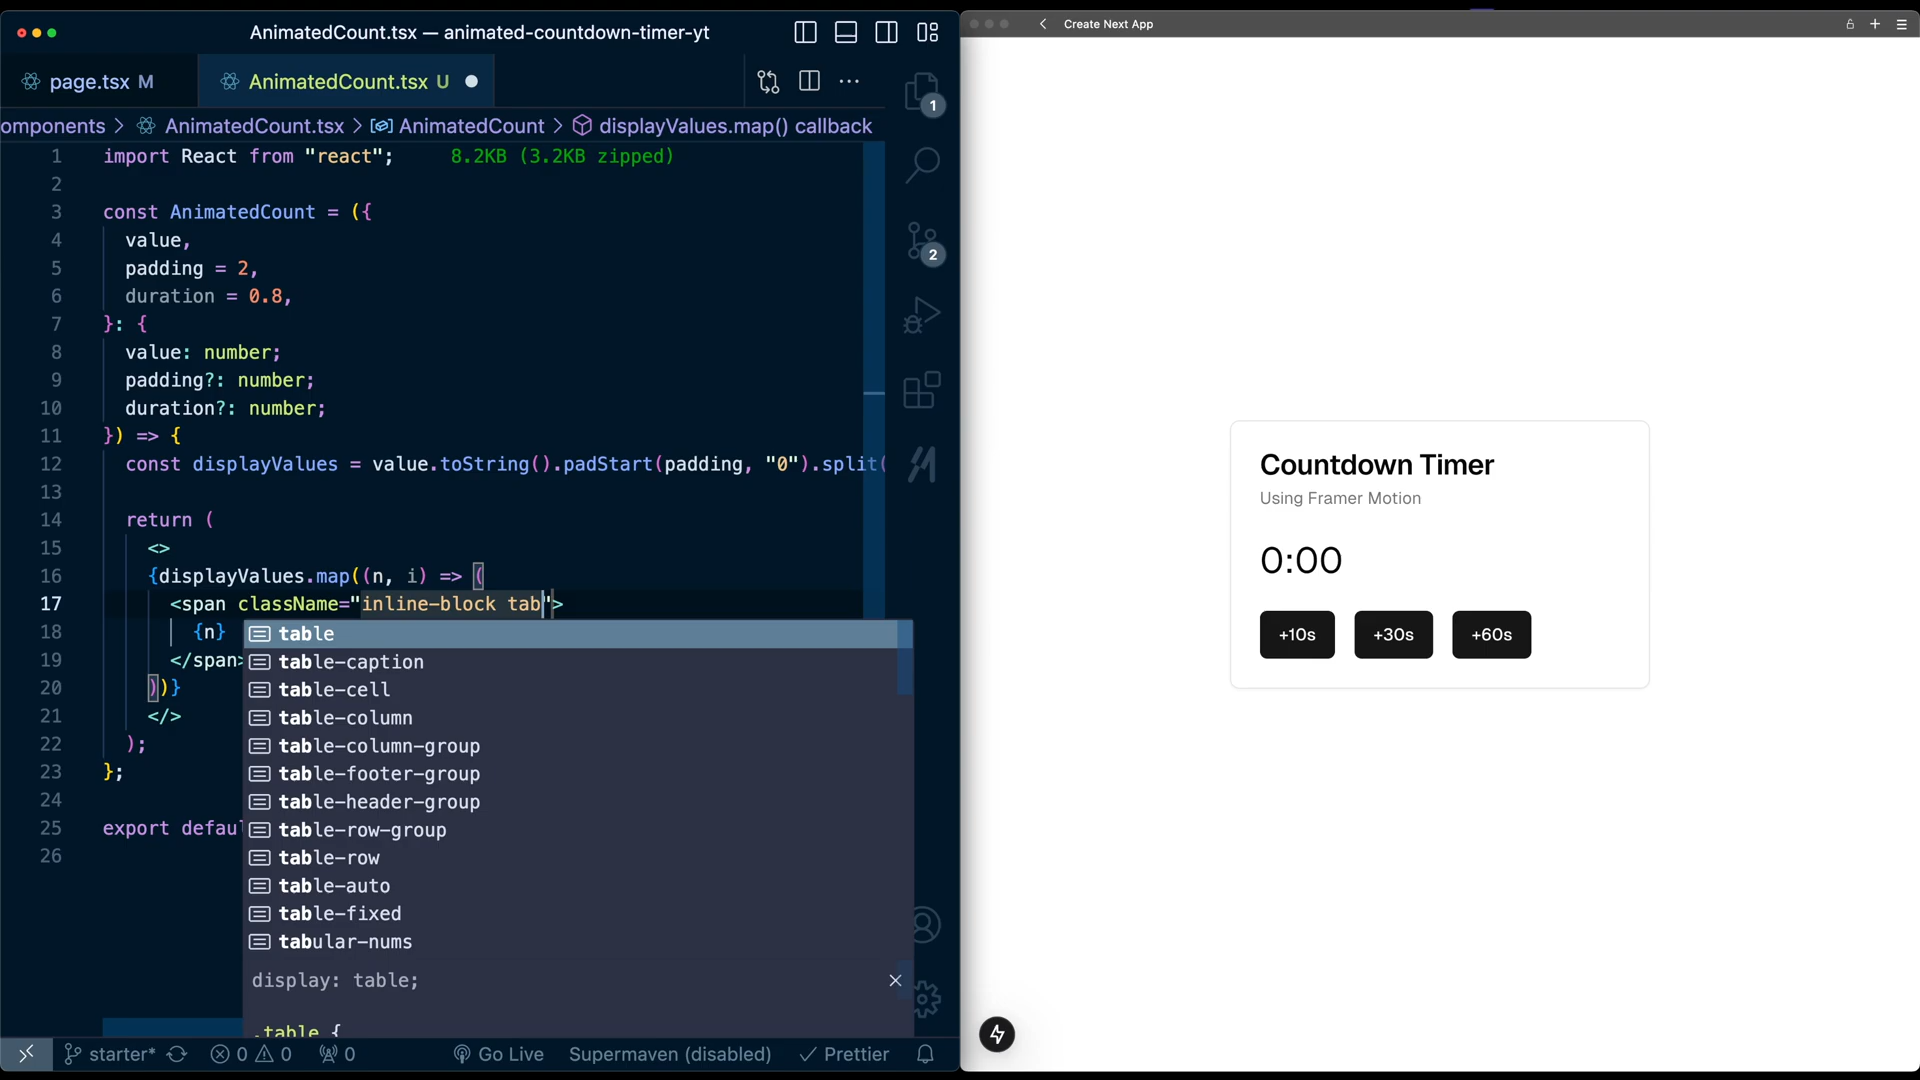 AnimatedCount.tsx — animated-countdown-timer-yt
page.tsx M
AnimatedCount.tsx U
omponents > AnimatedCount.tsx > AnimatedCount > displayValues.map() callback
1 import React from "react"; 8.2KB (3.2KB zipped)
2
3 const AnimatedCount = ({
4 value,
5 padding = 2,
6 duration = 0.8,
7 }: {
8 value: number;
9 padding?: number;
10 duration?: number;
11 }) => {
12 const displayValues = value.toString().padStart(padding, "0").split(
13
14 return (
15 <>
16 {displayValues.map((n, i) => (
17 <span className="inline-block tab">
18 {n}
19 </span>
20 ))}
21 </>
22 );
23 };
24
25 export defaul
26
table
table-caption
table-cell
table-column
table-column-group
table-footer-group
table-header-group
table-row-group
table-row
table-auto
table-fixed
tabular-nums
display: table;
.table {
1
2
starter* 0 0 0 Go Live Supermaven (disabled) Prettier
Create Next App
Countdown Timer
Using Framer Motion
0:00
+10s +30s +60s